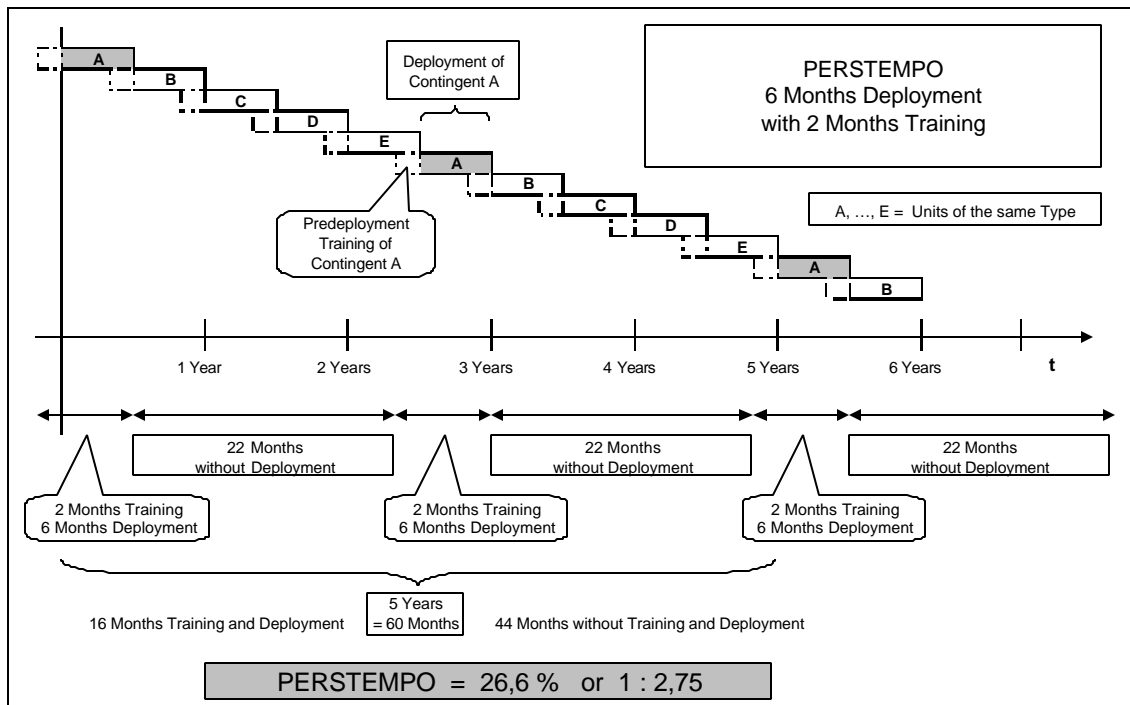 PERSTEMPO
6 Months Deployment
with 2 Months Training
Deployment of
Contingent A
A
B
C
D
E
A
B
C
D
E
A
B
Predeployment
Training of
Contingent A
A, …, E = Units of the same Type
1 Year
2 Years
3 Years
4 Years
5 Years
6 Years
t
22 Months
without Deployment
22 Months
without Deployment
22 Months
without Deployment
2 Months Training
6 Months Deployment
2 Months Training
6 Months Deployment
2 Months Training
6 Months Deployment
5 Years
= 60 Months
16 Months Training and Deployment
44 Months without Training and Deployment
PERSTEMPO = 26,6 % or 1 : 2,75